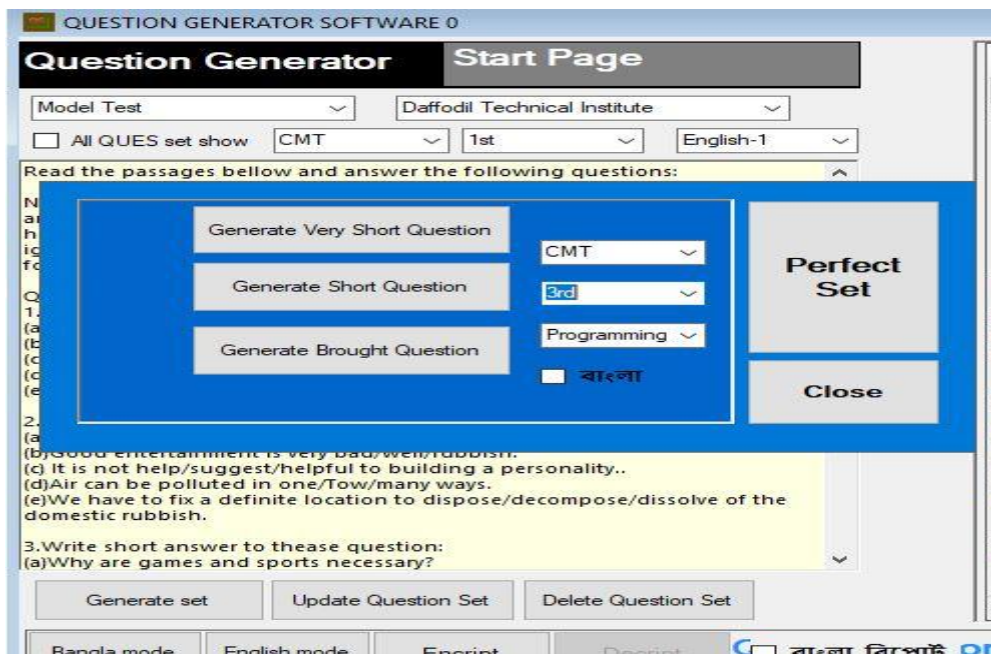 QUESTION GENERATOR SOFTWARE 0
Question Generator
Start Page
Model Test
Daffodil Technical Institute
All QUES set show
CMT
1st
English-1
Read the passages bellow and answer the following questions:
Generate Very Short Question
Generate Short Question
Generate Brought Question
CMT
3rd
Programming
বাংলা
Perfect Set
Close
1.
(a
(b
2.
(a
(b)Good entertainment is very bad/well/rubbish.
(c) It is not help/suggest/helpful to building a personality..
(d)Air can be polluted in one/Tow/many ways.
(e)We have to fix a definite location to dispose/decompose/dissolve of the
domestic rubbish.
3.Write short answer to thease question:
(a)Why are games and sports necessary?
Generate set
Update Question Set
Delete Question Set
Bangla mode
English mode
Encript
Decript
বাংলা রিপোর্ট